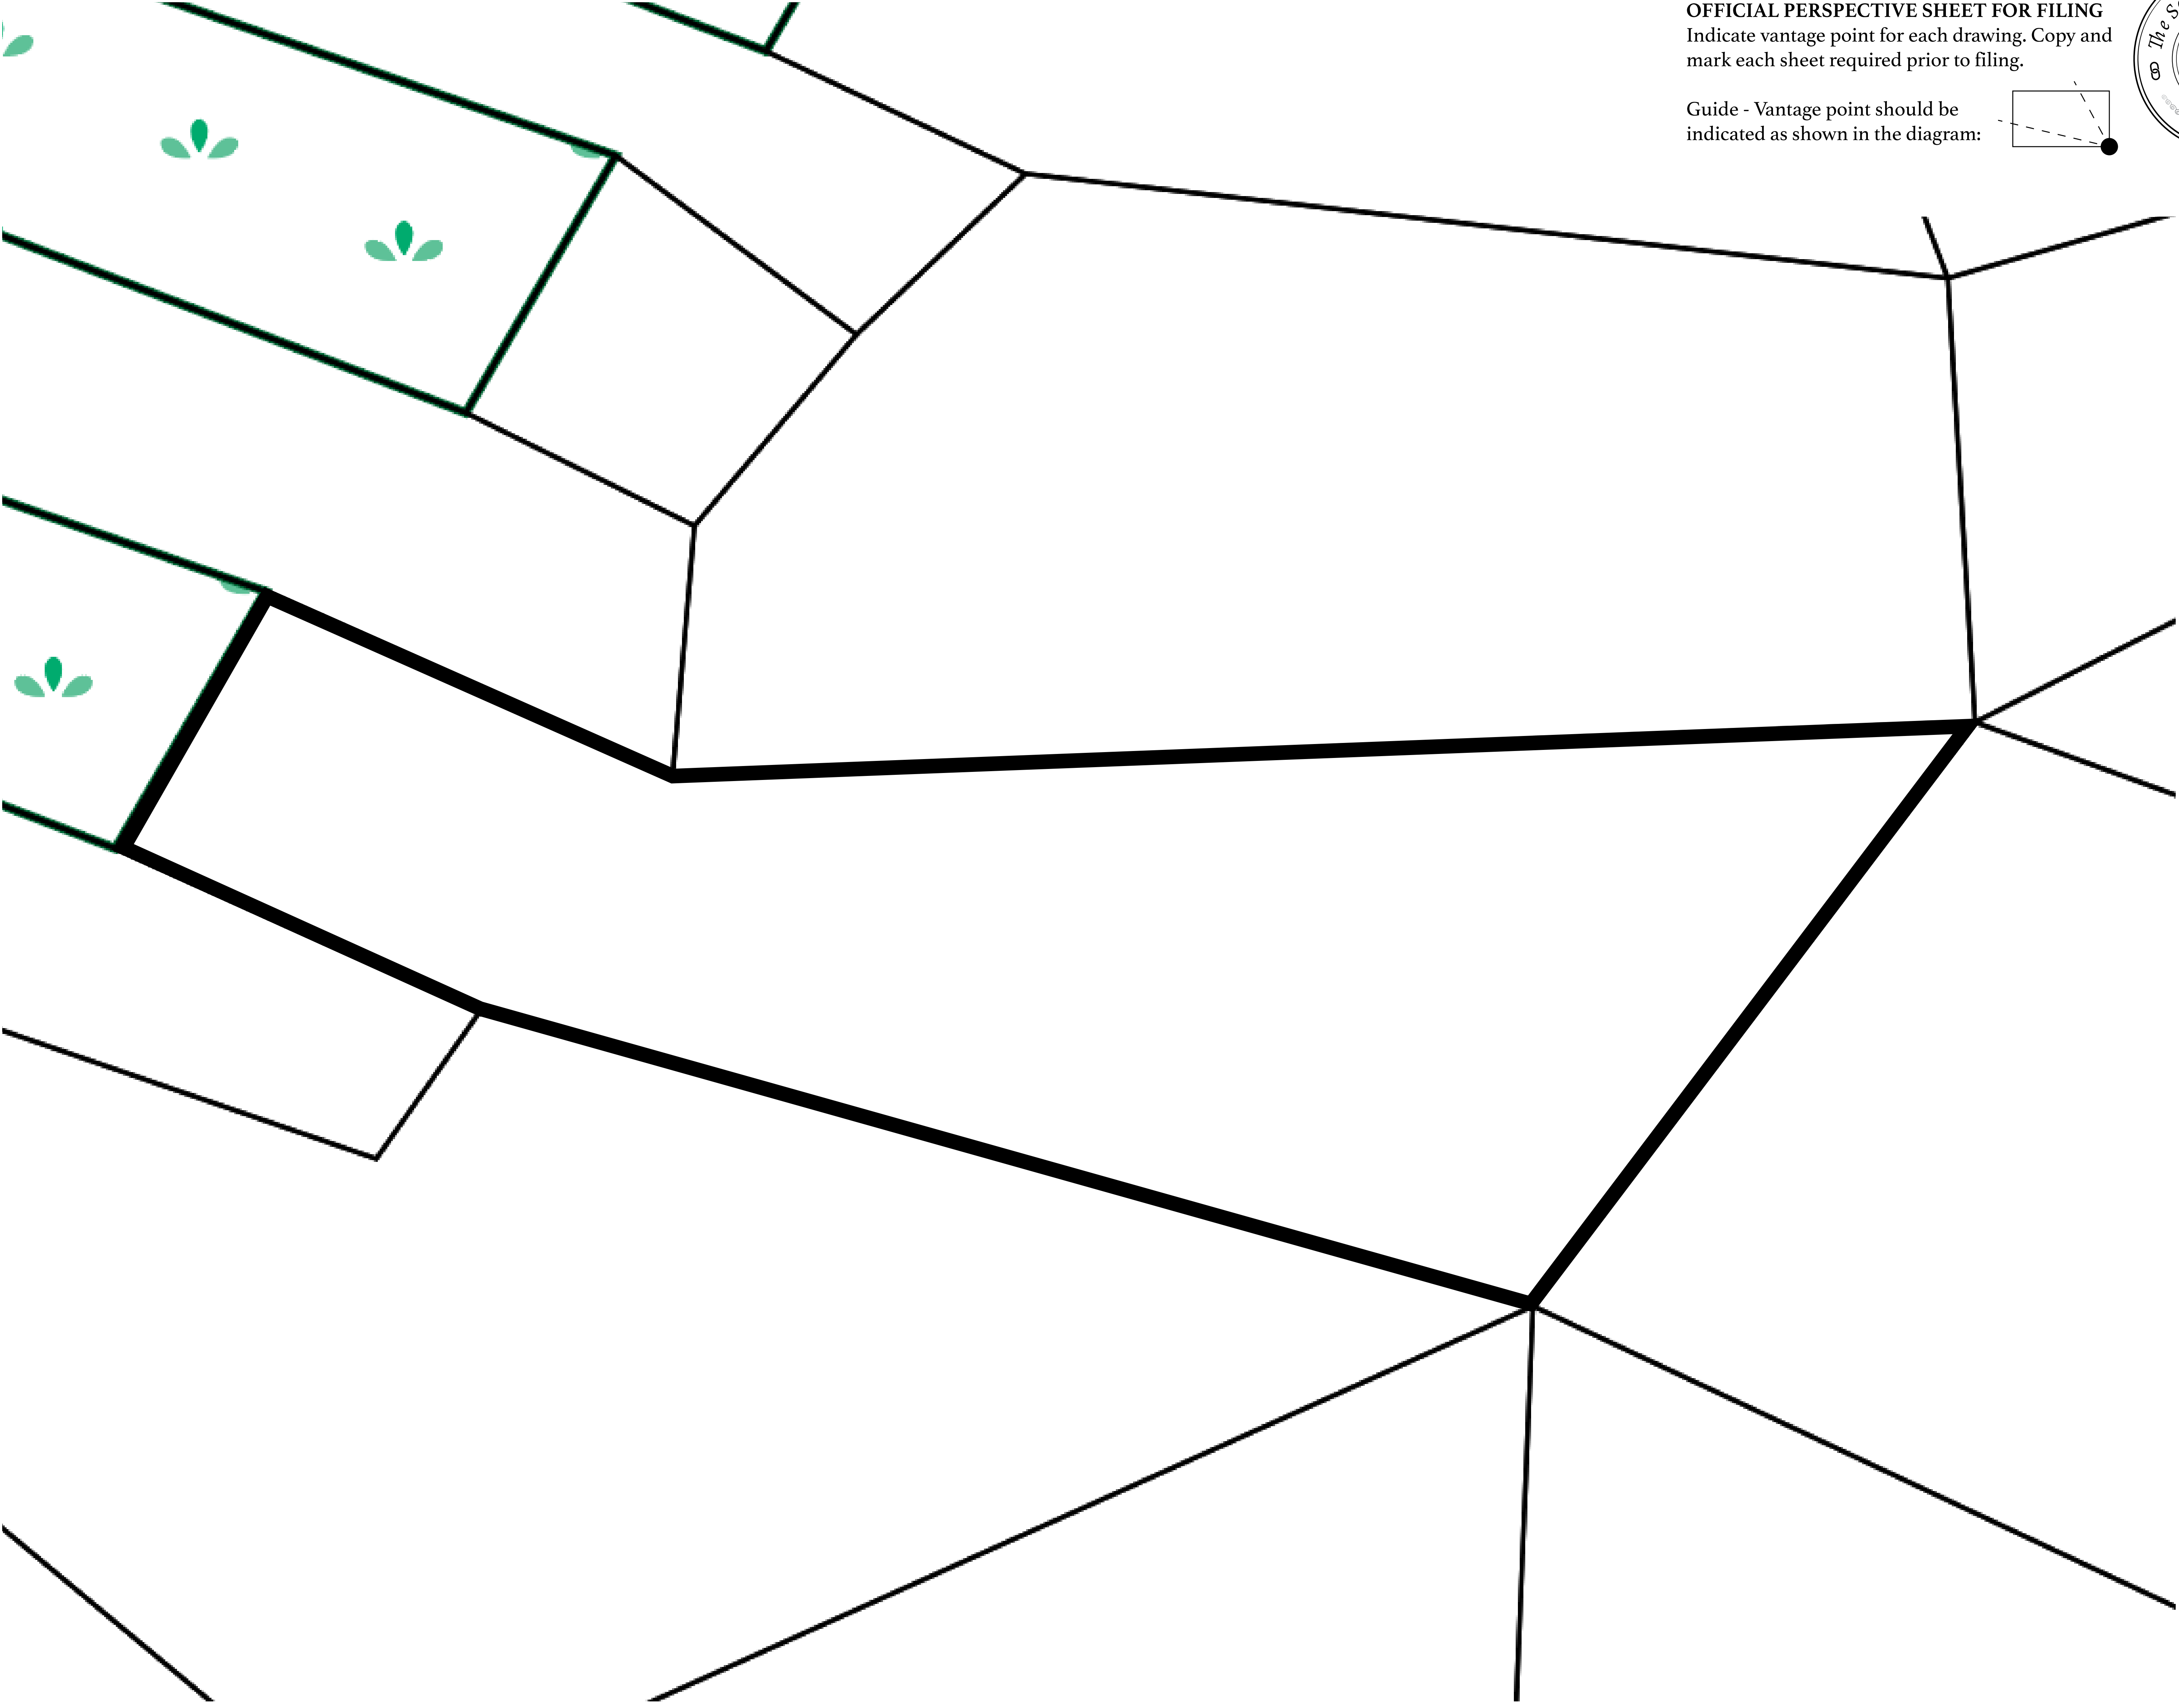 OFFICIAL PERSPECTIVE SHEET FOR FILING
Indicate vantage point for each drawing. Copy and
mark each sheet required prior to filing.
Guide - Vantage point should be
indicated as shown in the diagram:
The